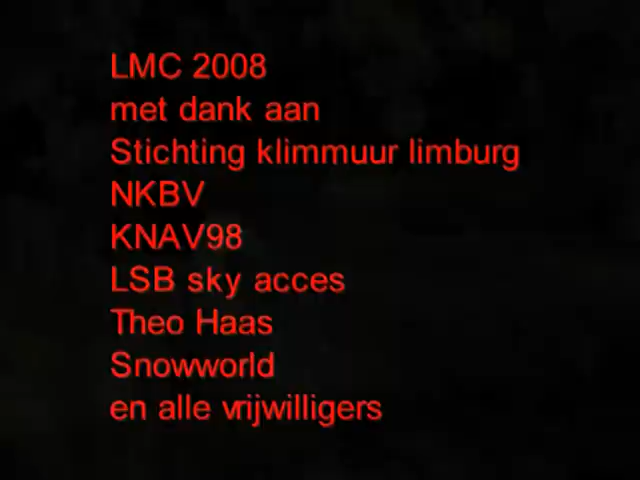 LMC 2008
met dank aan
Stichting klimmuur limburg
NKBV
KNAV98
LSB sky acces
Theo Haas
Snowworld
en alle vrijwilligers